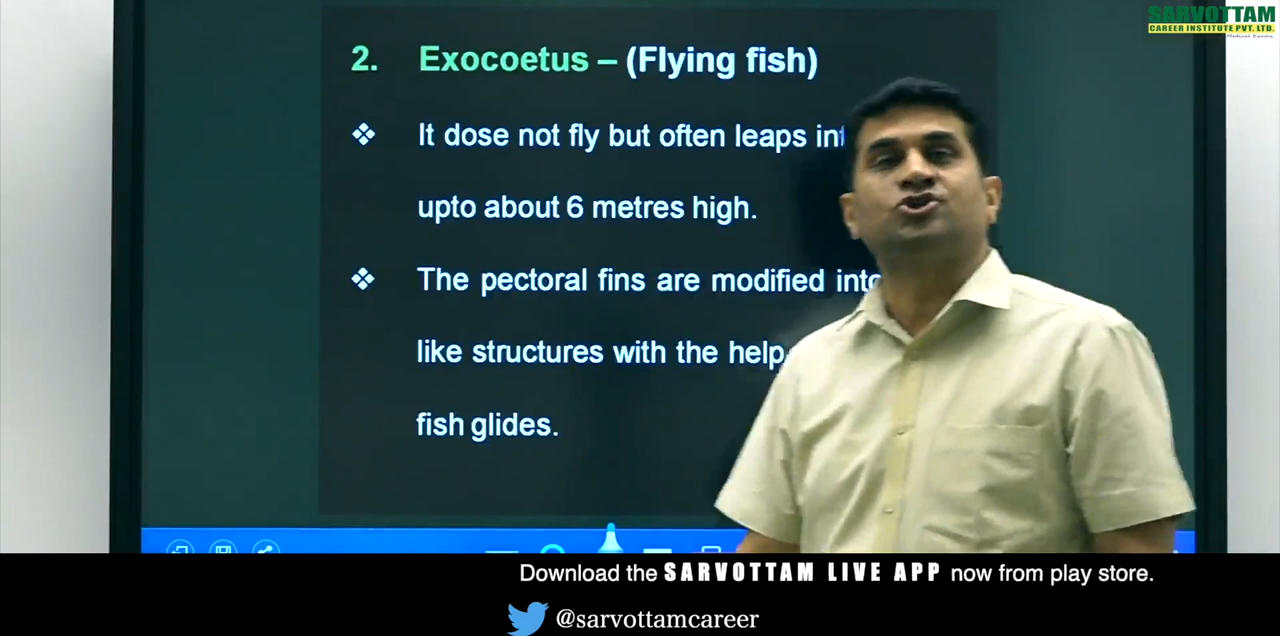 SARVOTTAM
CAREER INSTITUTE PVT. LTD.
Medical Exams
2. Exocoetus – (Flying fish)
❖ It dose not fly but often leaps
upto about 6 metres high.
❖ The pectoral fins are modified
like structures with the help
fish glides.
Download the SARVOTTAM LIVE APP now from play store.
@sarvottamcareer